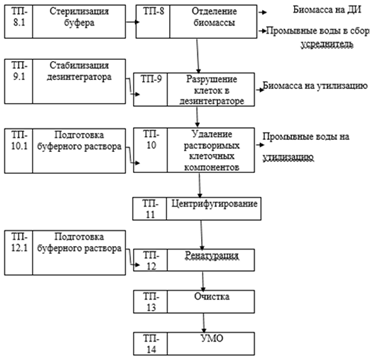 ТП-
8.1
Стерилизация
буфера
ТП-8
Отделение
биомассы
Биомасса на ДИ
Промывные воды в сбор
усреднитель
ТП-
9.1
Стабилизация
дезинтегратора
ТП-9
Разрушение
клеток в
дезинтеграторе
Биомасса на утилизацию
ТП-
10.1
Подготовка
буферного раствора
ТП-
10
Удаление
растворимых
клеточных
компонентов
Промывные воды на
утилизацию
ТП-
11
Центрифутирование
ТП-
12.1
Подготовка
буферного раствора
ТП-
12
Ренатурация
ТП-
13
Очистка
ТП-
14
УМО